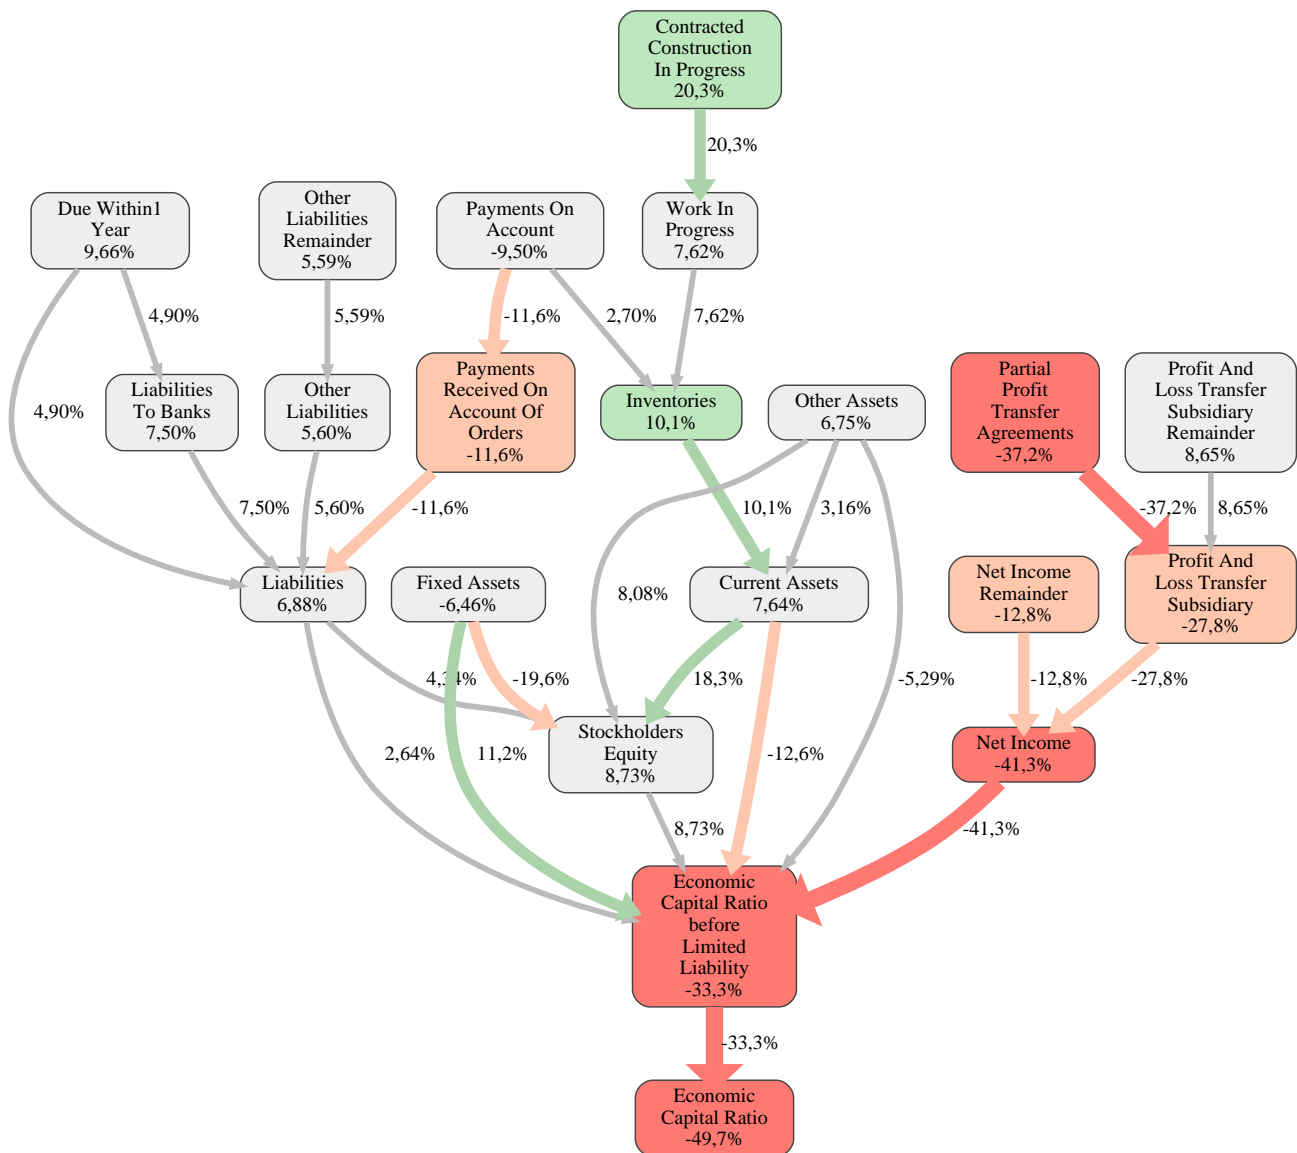 Contracted
Construction
In Progress
20,3%
20,3%
Due Within1
Year
9,66%
Other
Liabilities
Remainder
5,59%
Payments On
Account
-9,50%
Work In
Progress
7,62%
4,90%
5,59%
-11,6%
2,70%
7,62%
4,90%
Liabilities
To Banks
7,50%
Other
Liabilities
5,60%
Payments
Received On
Account Of
Orders
-11,6%
Inventories
10,1%
Other Assets
6,75%
Partial
Profit
Transfer
Agreements
-37,2%
Profit And
Loss Transfer
Subsidiary
Remainder
8,65%
7,50%
5,60%
-11,6%
10,1%
3,16%
-37,2%
8,65%
Liabilities
6,88%
Fixed Assets
-6,46%
8,08%
Current Assets
7,64%
Net Income
Remainder
-12,8%
Profit And
Loss Transfer
Subsidiary
-27,8%
4,34%
-19,6%
18,3%
-5,29%
-12,8%
-27,8%
2,64%
11,2%
Stockholders
Equity
8,73%
-12,6%
Net Income
-41,3%
8,73%
-41,3%
Economic
Capital Ratio
before
Limited
Liability
-33,3%
-33,3%
Economic
Capital Ratio
-49,7%